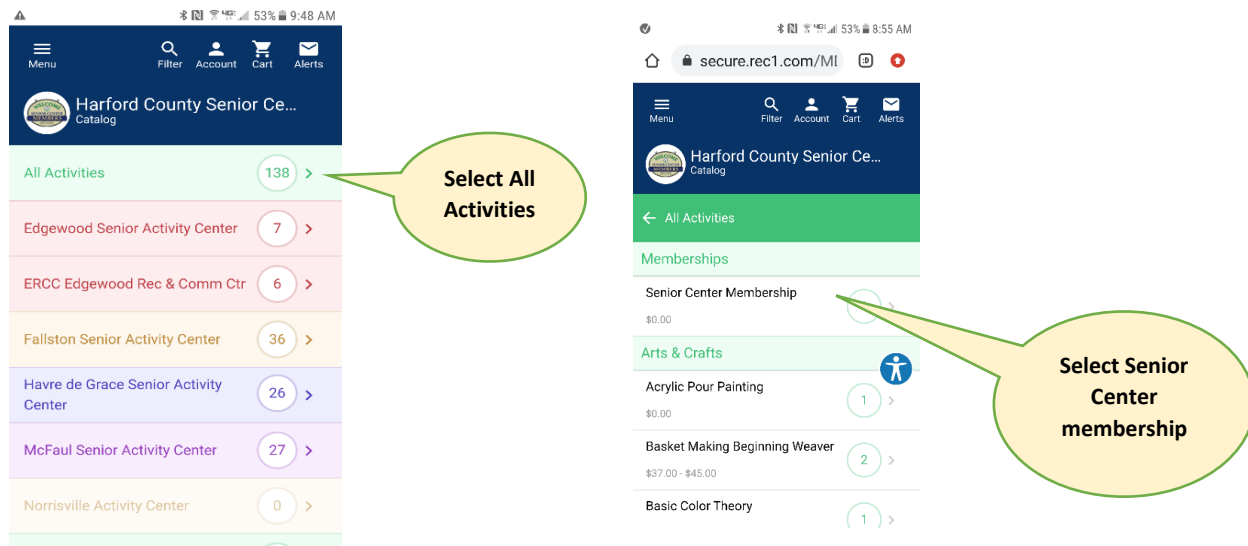 53% 9:48 AM
Menu
Filter Account Cart Alerts
Harford County Senior Ce...
Catalog
All Activities 138
Edgewood Senior Activity Center 7
ERCC Edgewood Rec & Comm Ctr 6
Fallston Senior Activity Center 36
Havre de Grace Senior Activity
Center 26
McFaul Senior Activity Center 27
Norrisville Activity Center 0
Select All
Activities
53% 8:55 AM
secure.rec1.com/MD
Menu
Filter Account Cart Alerts
Harford County Senior Ce...
Catalog
All Activities
Memberships
Senior Center Membership
$0.00
Arts & Crafts
Acrylic Pour Painting
1
$0.00
Basket Making Beginning Weaver
2
$37.00 - $45.00
Basic Color Theory
1
Select Senior
Center
membership